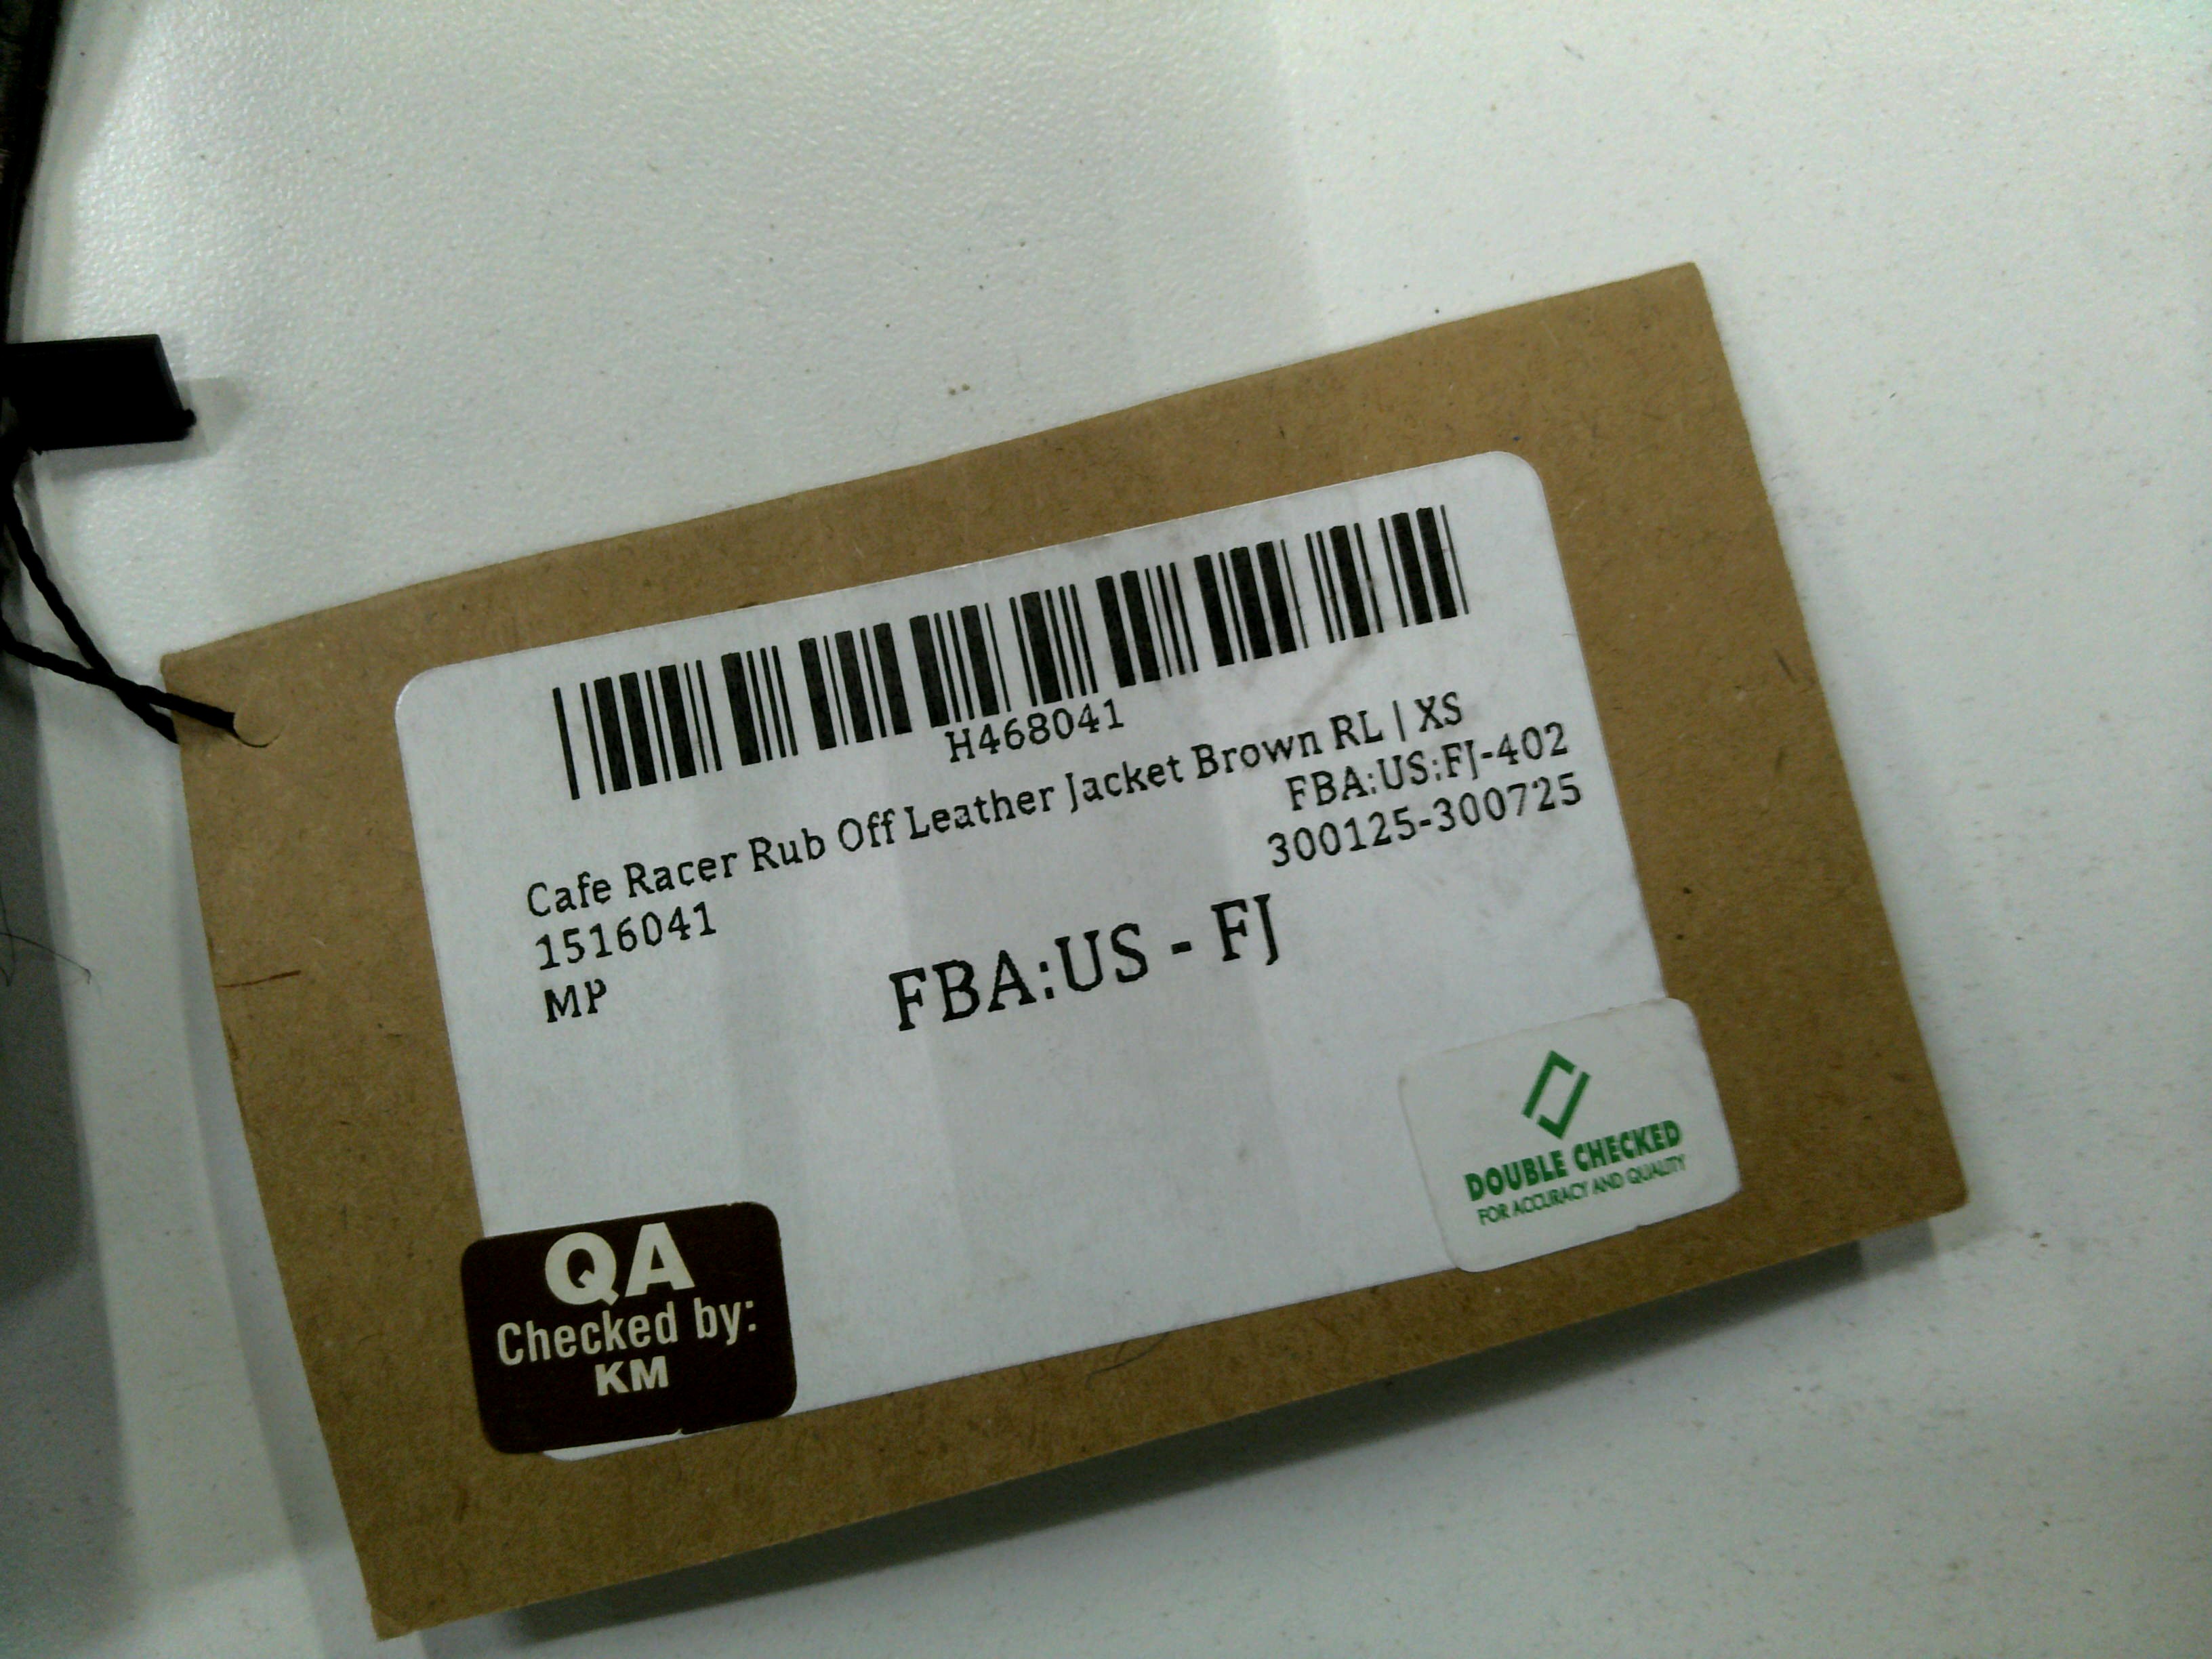 H468041
Cafe Racer Rub Off Leather Jacket Brown RL | XS
1516041
FBA:US:FJ-402
MP
300125-300725
FBA:US - FJ
DOUBLE CHECKED
FOR ACCURACY AND QUALITY
QA
Checked by:
KM